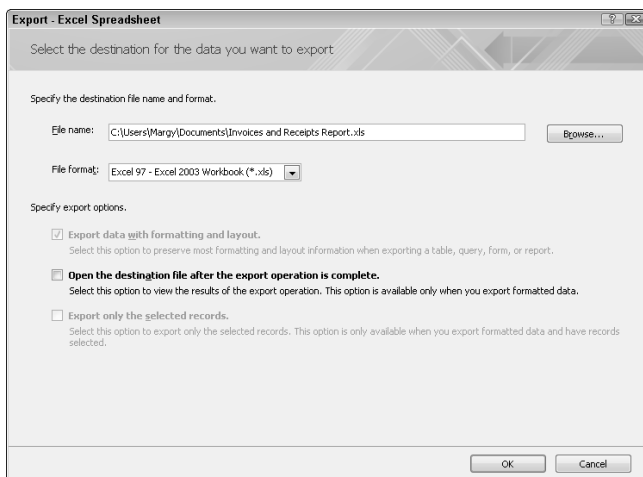 Export - Excel Spreadsheet
Select the destination for the data you want to export
Specify the destination file name and format.
File name: C:\Users\Margy\Documents\Invoices and Receipts Report.xls Browse...
File format: Excel 97 - Excel 2003 Workbook (*.xls)
Specify export options.
Export data with formatting and layout.
Select this option to preserve most formatting and layout information when exporting a table, query, form, or report.
Open the destination file after the export operation is complete.
Select this option to view the results of the export operation. This option is available only when you export formatted data.
Export only the selected records.
Select this option to export only the selected records. This option is only available when you export formatted data and have records
selected.
OK Cancel